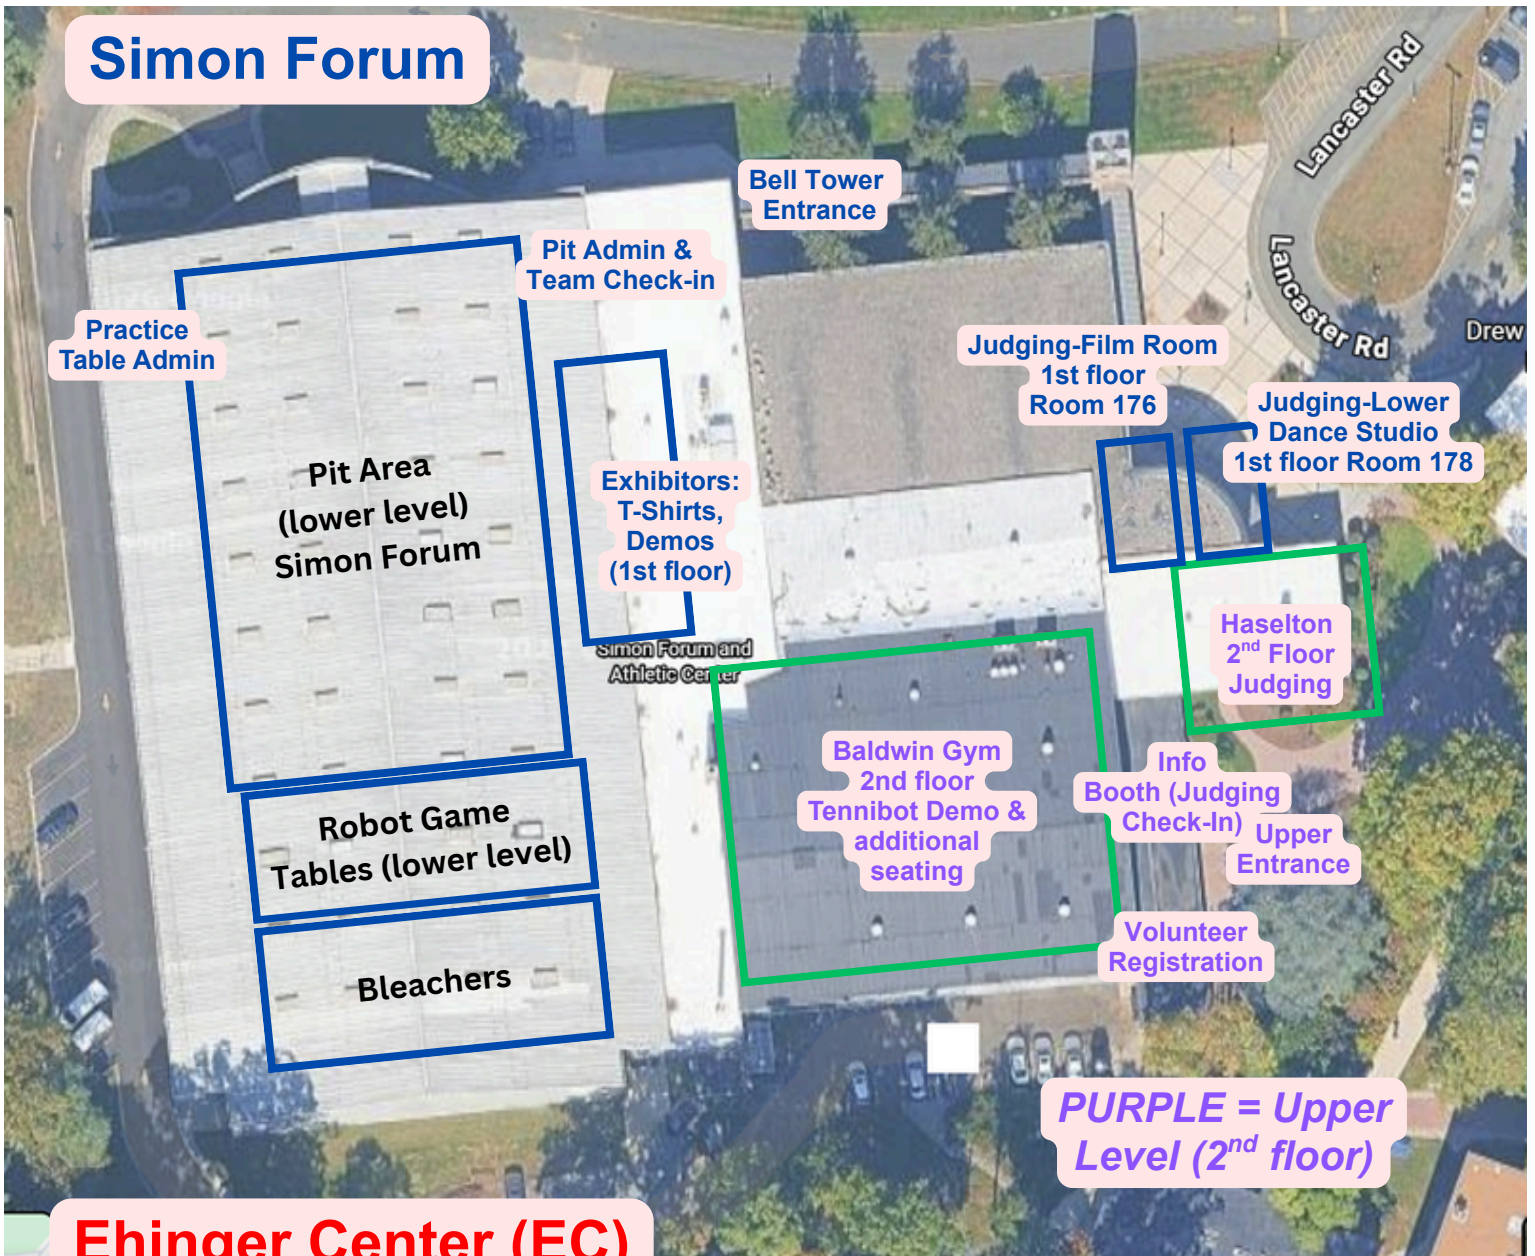 Simon Forum
Lancaster Rd
Bell Tower
Entrance
Pit Admin &
Team Check-in
Lancaster Rd
Drew
Practice
Table Admin
Judging-Film Room
1st floor
Room 176
Judging-Lower
Dance Studio
1st floor Room 178
Pit Area
(lower level)
Simon Forum
Exhibitors:
T-Shirts,
Demos
(1st floor)
Simon Forum and
Athletic Center
Haselton
2nd Floor
Judging
Baldwin Gym
2nd floor
Tennibot Demo &
additional
seating
Info
Booth (Judging
Check-In)
Upper
Entrance
Robot Game
Tables (lower level)
Volunteer
Registration
Bleachers
PURPLE = Upper
Level (2nd floor)
Ehinger Center (EC)